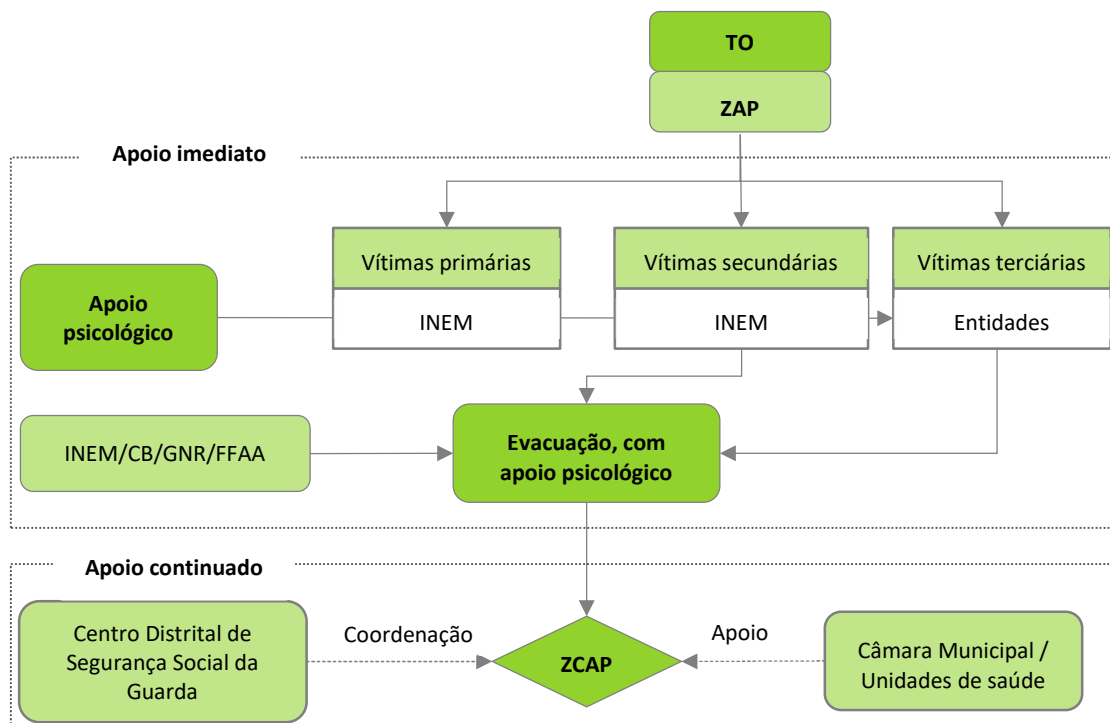 TO
ZAP
Apoio imediato
Vítimas primárias
Vítimas secundárias
Vítimas terciárias
Apoio
psicológico
INEM
INEM
Entidades
INEM/CB/GNR/FFAA
Evacuação, com
apoio psicológico
Apoio continuado
Centro Distrital de
Segurança Social da
Guarda
Coordenação
ZCAP
Apoio
Câmara Municipal /
Unidades de saúde